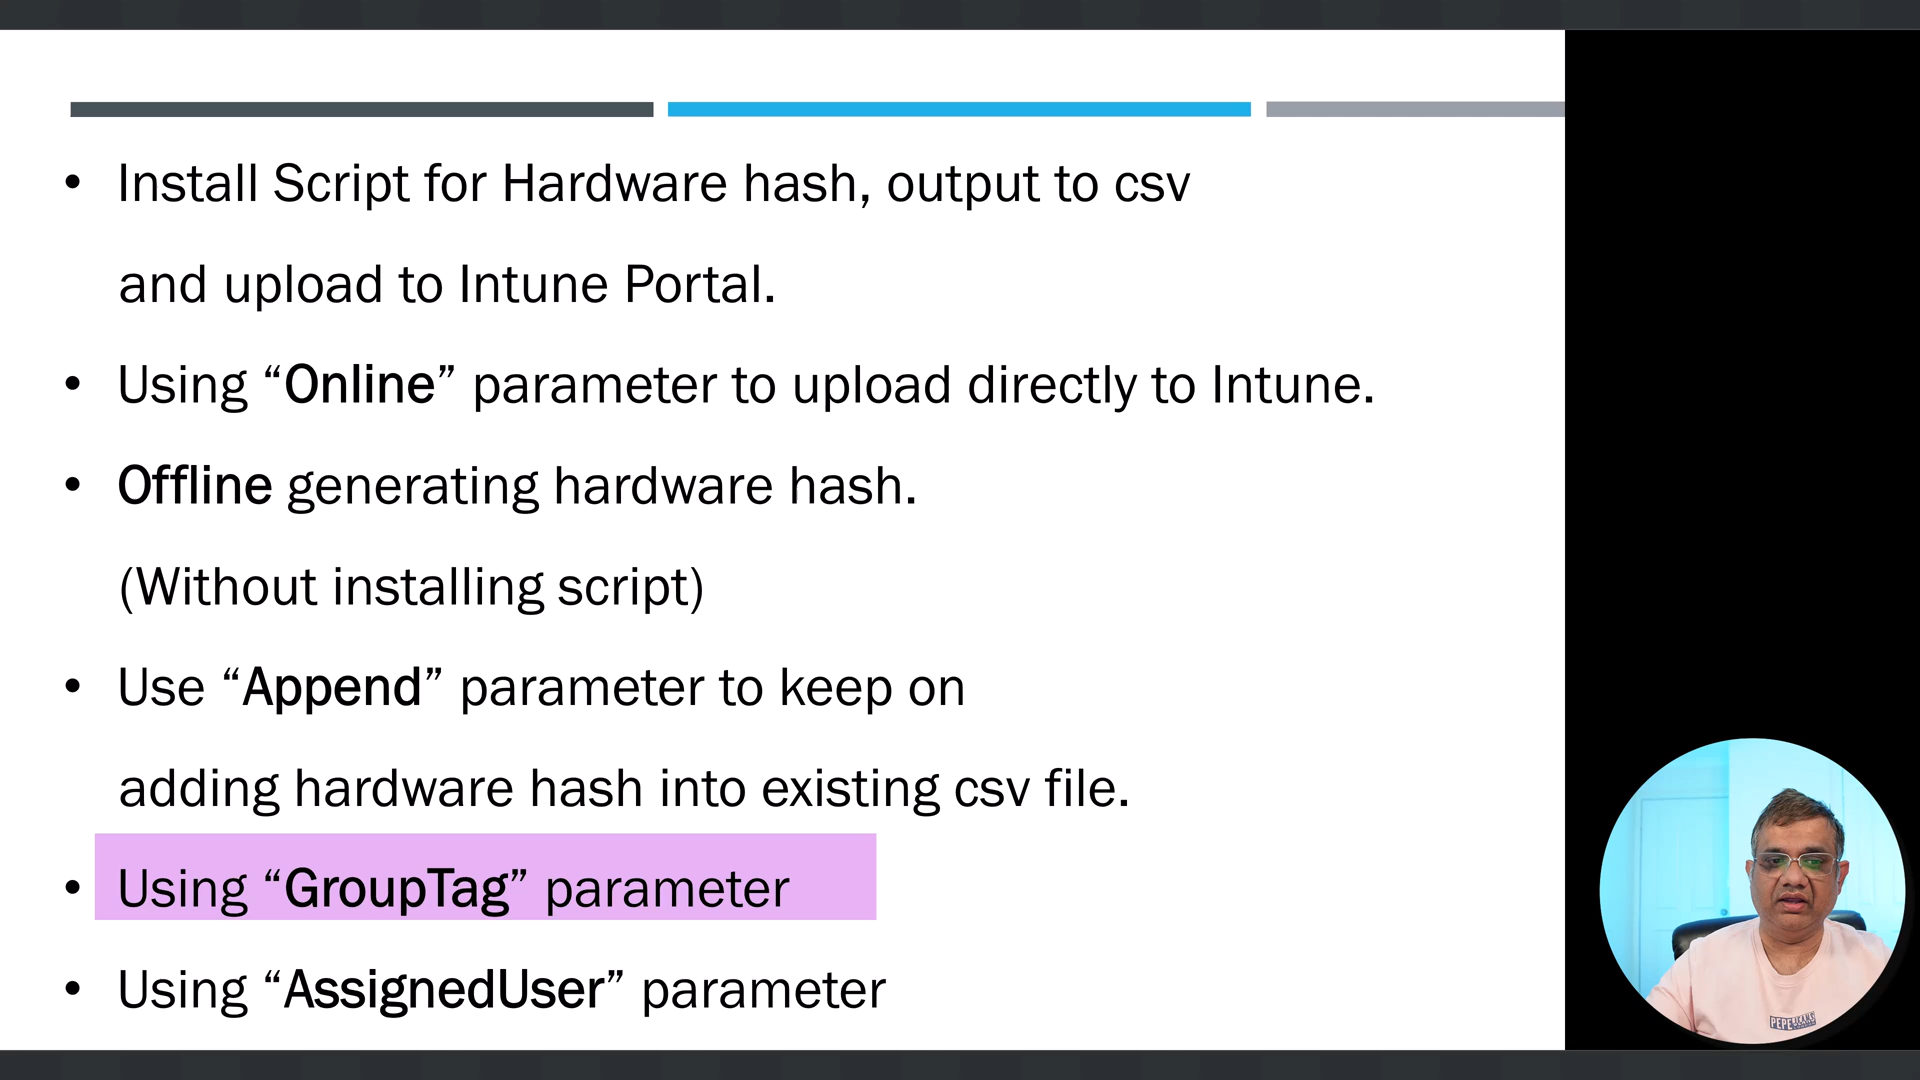 • Install Script for Hardware hash, output to csv
and upload to Intune Portal.
• Using “Online” parameter to upload directly to Intune.
• Offline generating hardware hash.
(Without installing script)
• Use “Append” parameter to keep on
adding hardware hash into existing csv file.
• Using “GroupTag” parameter
• Using “AssignedUser” parameter
PEPE JEANS